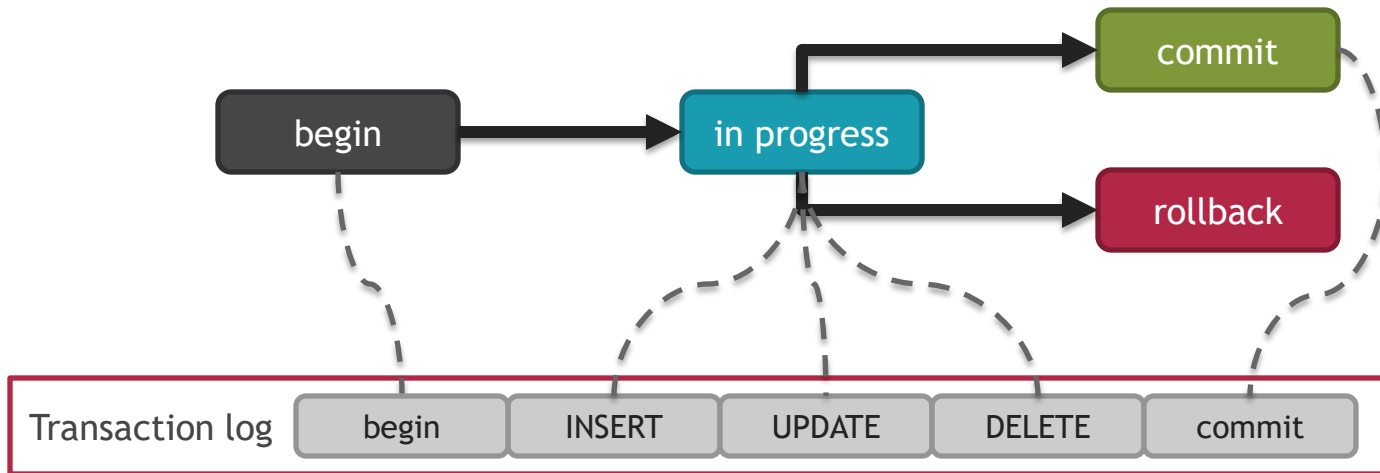 commit
begin
in progress
rollback
Transaction log
begin
INSERT
UPDATE
DELETE
commit